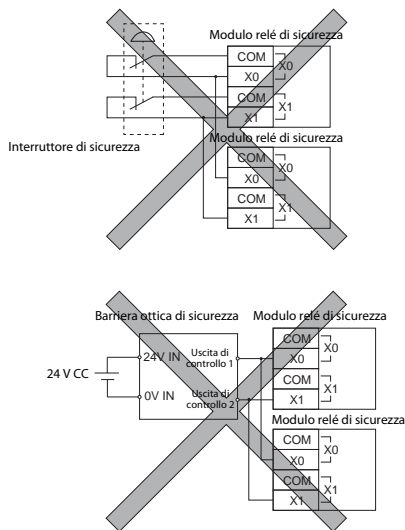 Modulo relé di sicurezza
COM
X0
X0
COM
X1
X1
Interruttore di sicurezza
Modulo relé di sicurezza
COM
X0
X0
COM
X1
X1
Barriera ottica di sicurezza
Modulo relé di sicurezza
24V IN
Uscita di
controllo 1
24 V CC
0V IN
Uscita di
controllo 2
COM
X0
X0
COM
X1
X1
Modulo relé di sicurezza
COM
X0
X0
COM
X1
X1